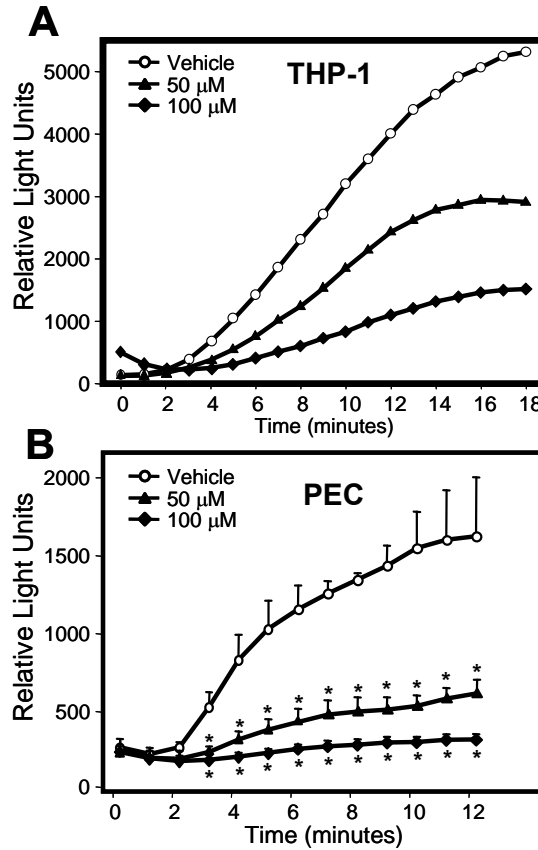 A
THP-1
Vehicle
50 μM
100 μM
Relative Light Units
5000
4000
3000
2000
1000
0
0 2 4 6 8 10 12 14 16 18
Time (minutes)
B
PEC
Vehicle
50 μM
100 μM
Relative Light Units
2000
1500
1000
500
0
* * * * * * * * * *
* * * * * * * * * *
0 2 4 6 8 10 12
Time (minutes)